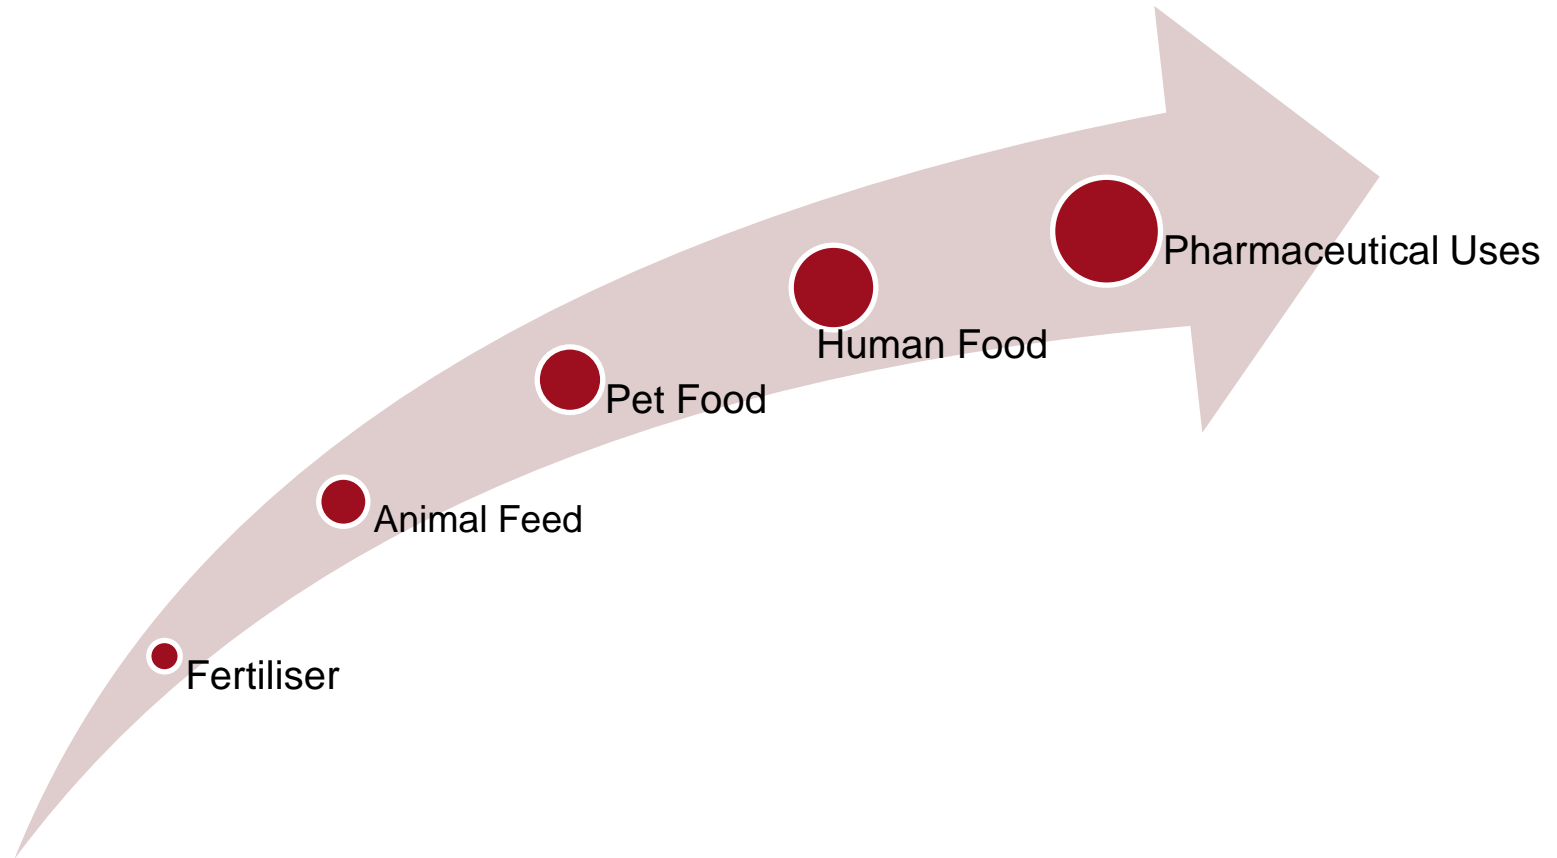 Pharmaceutical Uses
Human Food
Pet Food
Animal Feed
Fertiliser